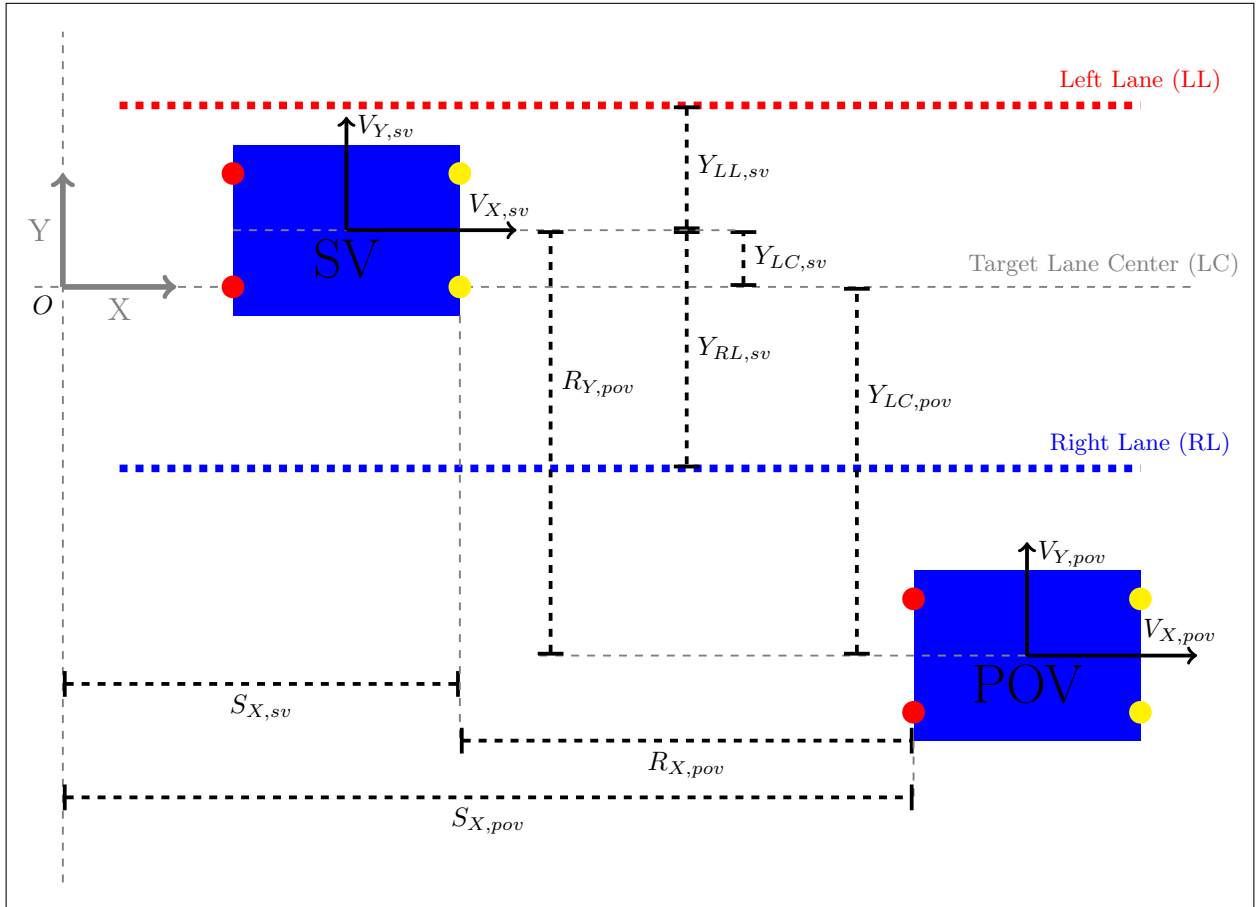 Left Lane (LL)
V_{Y,sv}
Y_{LL,sv}
V_{X,sv}
Y
SV
Y_{LC,sv}
Target Lane Center (LC)
O
X
Y_{RL,sv}
R_{Y,pov}
Y_{LC,pov}
Right Lane (RL)
V_{Y,pov}
V_{X,pov}
POV
S_{X,sv}
R_{X,pov}
S_{X,pov}